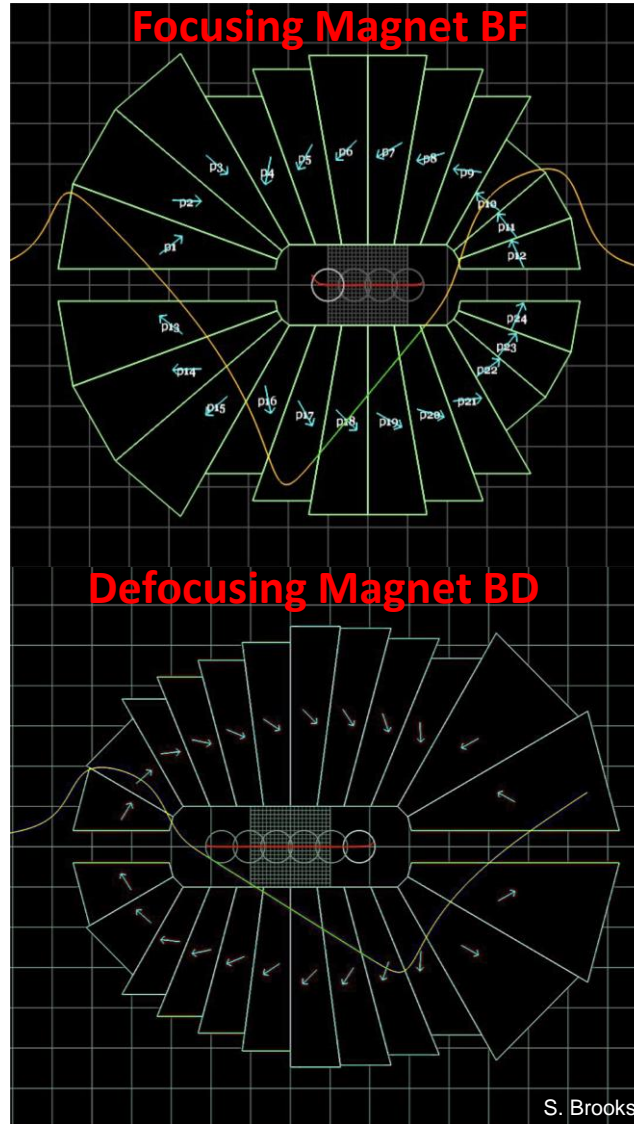 Focusing Magnet BF
p1
p2
p3
p4
p5
p6
p7
p8
p9
p10
p11
p12
p13
p14
p15
p16
p17
p18
p19
p20
p21
p22
p23
p24
Defocusing Magnet BD
S. Brooks